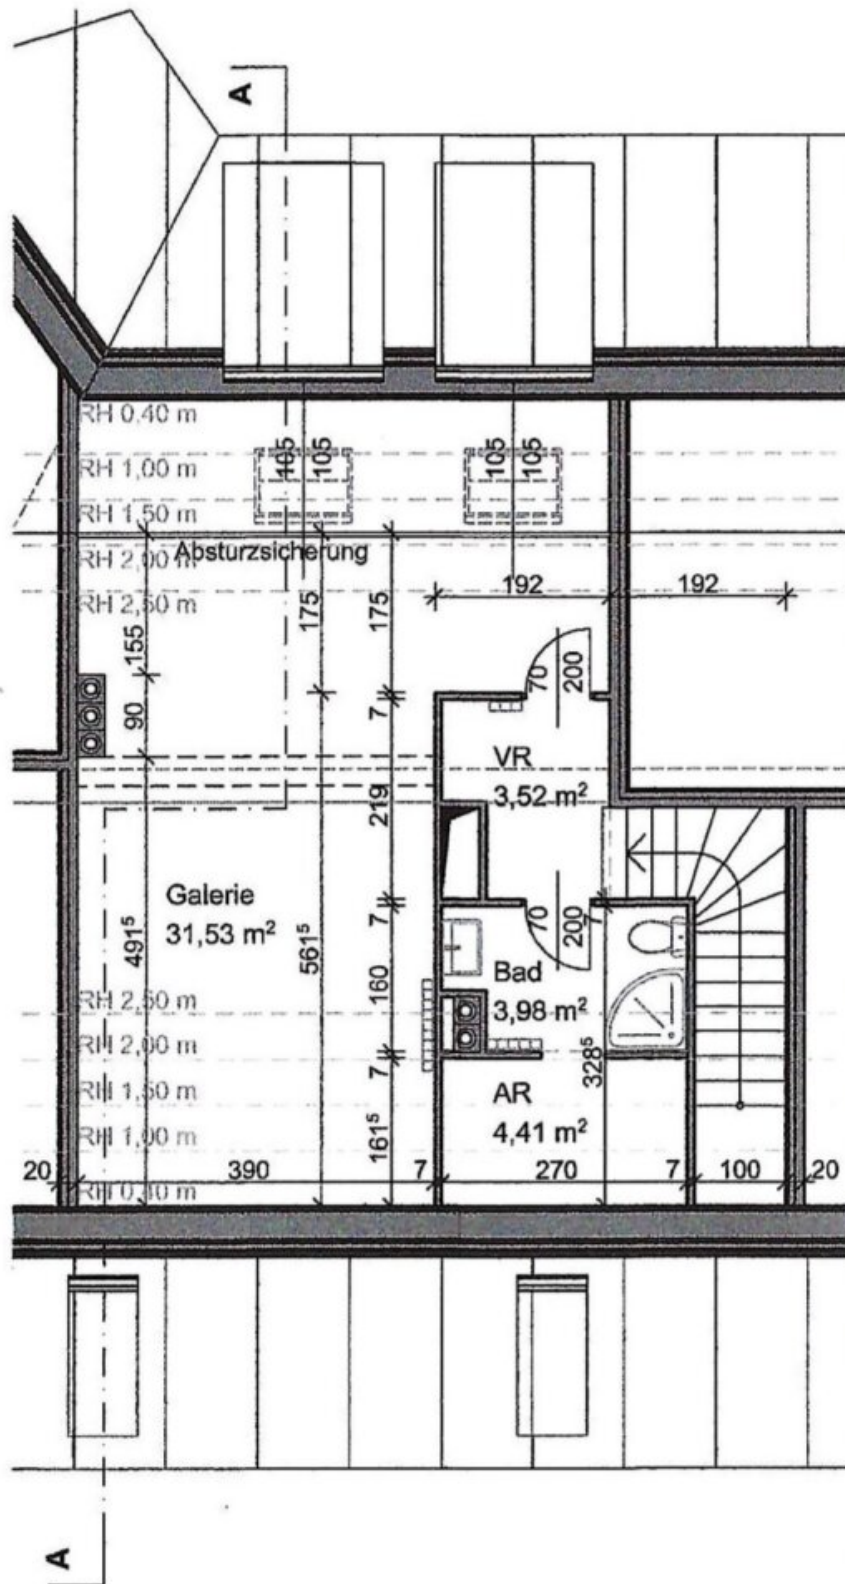 A
RH 0,40 m
105
105
105
105
RH 1,00 m
RH 1,50 m
Absturzsicherung
RH 2,00 m
RH 2,50 m
192
192
155
175
175
70
200
90
7
VR
3,52 m²
219
Galerie
31,53 m²
491⁵
561⁵
7
70
200
7
Bad
3,98 m²
160
RH 2,50 m
RH 2,00 m
7
328⁵
RH 1,50 m
AR
4,41 m²
RH 1,00 m
161⁵
20
390
7
270
7
100
20
RH 0,40 m
A